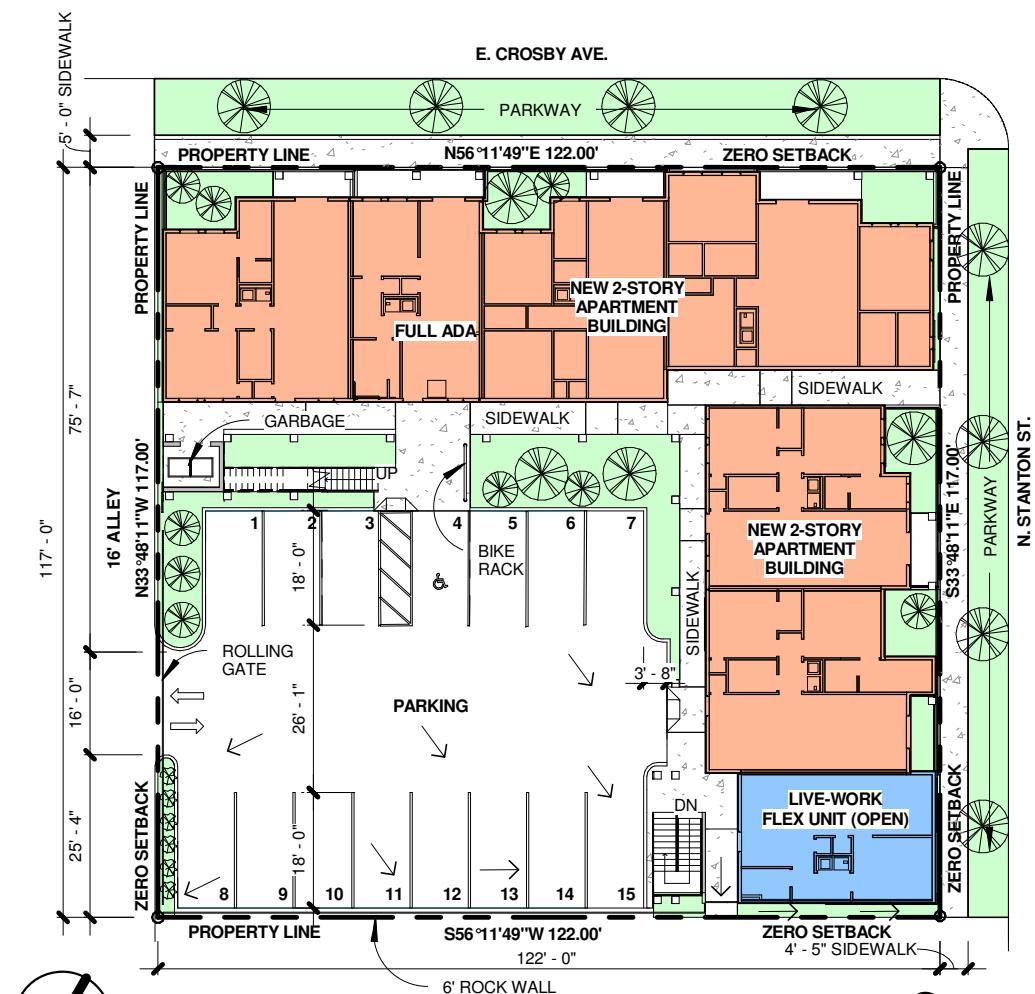 E. CROSBY AVE.
5' - 0" SIDEWALK
PARKWAY
PROPERTY LINE
N56°11'49"E 122.00'
ZERO SETBACK
PROPERTY LINE
PROPERTY LINE
NEW 2-STORY
APARTMENT
BUILDING
FULL ADA
75' - 7"
SIDEWALK
GARBAGE
SIDEWALK
UP
117' - 0"
16' ALLEY
N33°48'11"W 117.00'
1
2
3
4
5
6
7
18' - 0"
BIKE
RACK
NEW 2-STORY
APARTMENT
BUILDING
S33°48'11"E 117.00'
PARKWAY
N. STANTON ST.
SIDEWALK
ROLLING
GATE
3' - 8"
16' - 0"
26' - 1"
PARKING
DN
LIVE-WORK
FLEX UNIT (OPEN)
25' - 4"
ZERO SETBACK
18' - 0"
ZERO SETBACK
8
9
10
11
12
13
14
15
PROPERTY LINE
S56°11'49"W 122.00'
ZERO SETBACK
4' - 5" SIDEWALK
122' - 0"
6' ROCK WALL